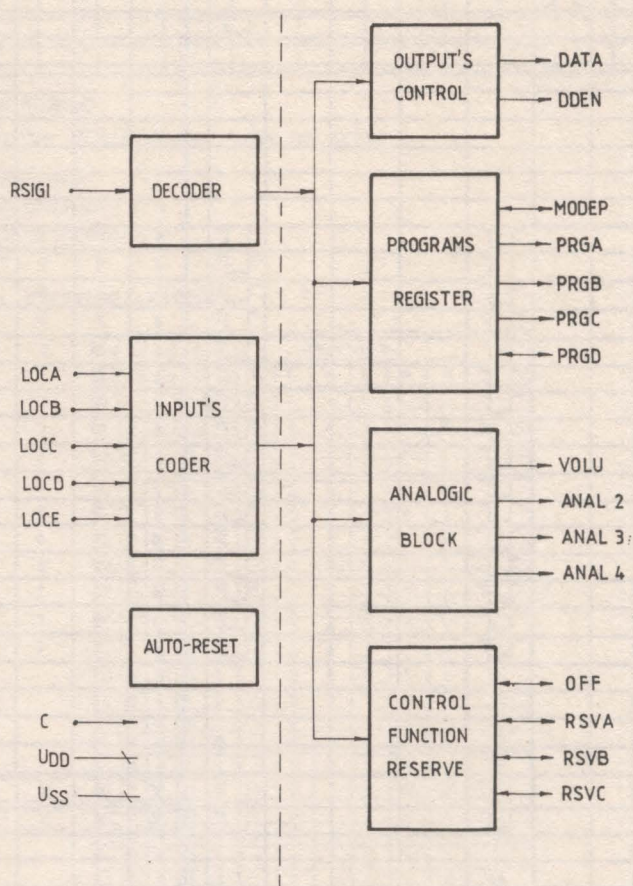 RSIGI
DECODER
LOCA
LOCB
LOCC
LOCD
LOCE
INPUT'S
CODER
AUTO-RESET
C
UDD
USS
OUTPUT'S
CONTROL
DATA
DDEN
PROGRAMS
REGISTER
MODEP
PRGA
PRGB
PRGC
PRGD
ANALOGIC
BLOCK
VOLU
ANAL 2
ANAL 3
ANAL 4
CONTROL
FUNCTION
RESERVE
OFF
RSVA
RSVB
RSVC